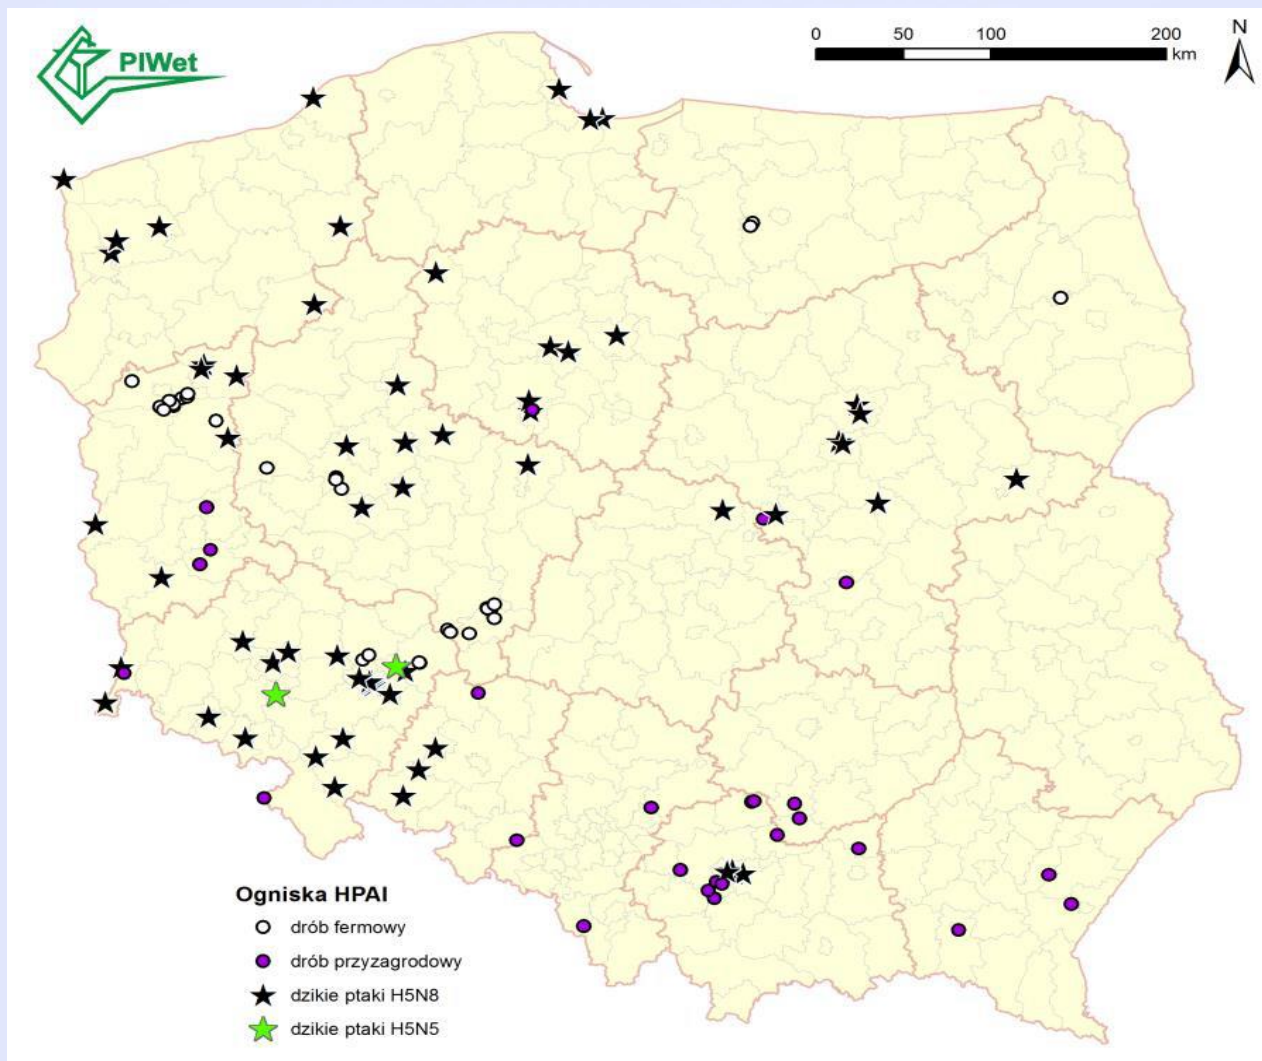 PIWet
0 50 100 200
km
N
Ogniska HPAI
drób fermowy
drób przyzagrodowy
dzikie ptaki H5N8
dzikie ptaki H5N5